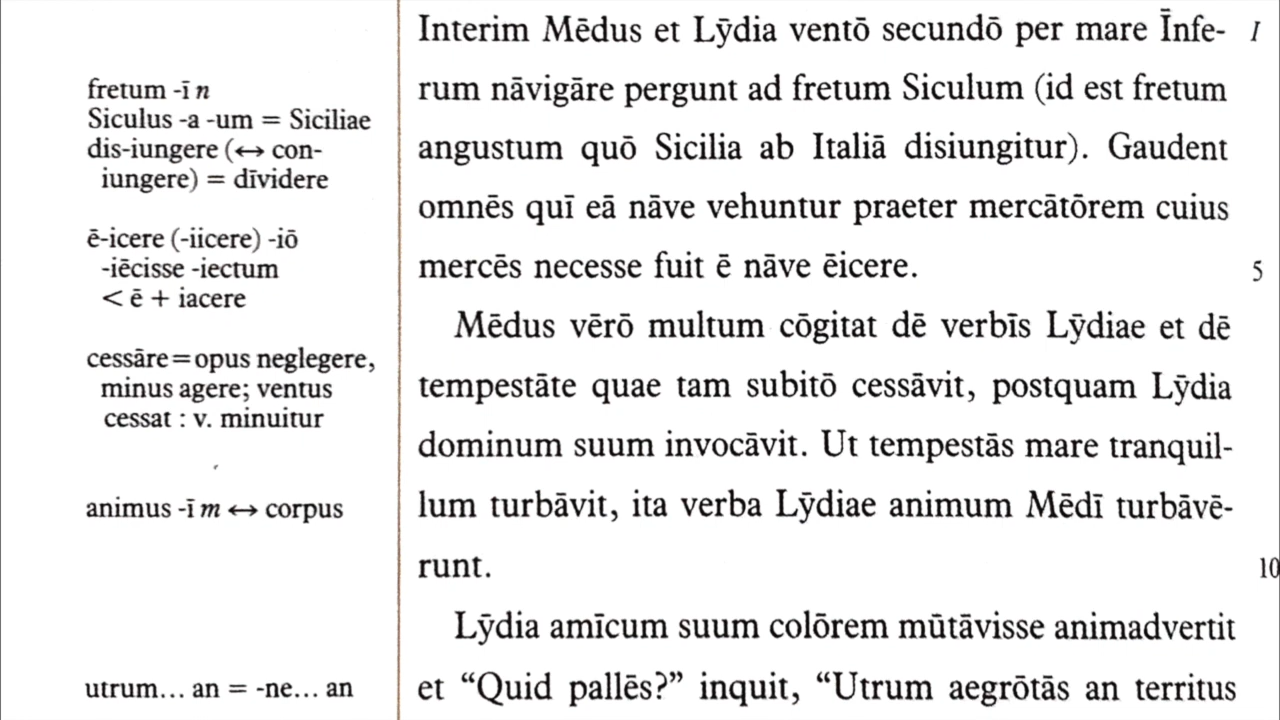 Interim Mēdus et Lȳdia ventō secundō per mare Īnfe- I
rum nāvigāre pergunt ad fretum Siculum (id est fretum
angustum quō Sicilia ab Italiā disiungitur). Gaudent
omnēs quī eā nāve vehuntur praeter mercātōrem cuius
mercēs necesse fuit ē nāve ēicere. 5
Mēdus vērō multum cōgitat dē verbīs Lȳdiae et dē
tempestāte quae tam subitō cessāvit, postquam Lȳdia
dominum suum invocāvit. Ut tempestās mare tranquil-
lum turbāvit, ita verba Lȳdiae animum Mēdī turbāvē-
runt. 10
Lȳdia amīcum suum colōrem mūtāvisse animadvertit
et “Quid pallēs?” inquit, “Utrum aegrōtās an territus
fretum -ī n
Siculus -a -um = Siciliae
dis-iungere (↔ con-
iungere) = dīvidere
ē-icere (-iicere) -iō
-iēcisse -iectum
< ē + iacere
cessāre = opus neglegere,
minus agere; ventus
cessat : v. minuitur
animus -ī m ↔ corpus
utrum... an = -ne... an